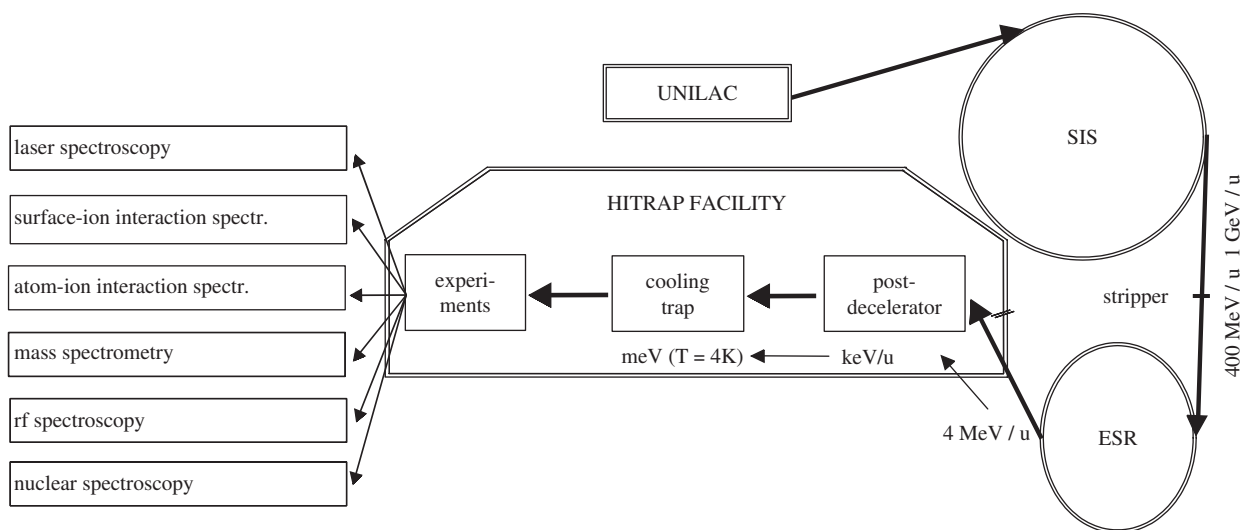 UNILAC
SIS
laser spectroscopy
surface-ion interaction spectr.
atom-ion interaction spectr.
mass spectrometry
rf spectroscopy
nuclear spectroscopy
HITRAP FACILITY
experi-
ments
cooling
trap
post-
decelerator
meV (T = 4K)
keV/u
4 MeV / u
stripper
400 MeV / u 1 GeV / u
ESR